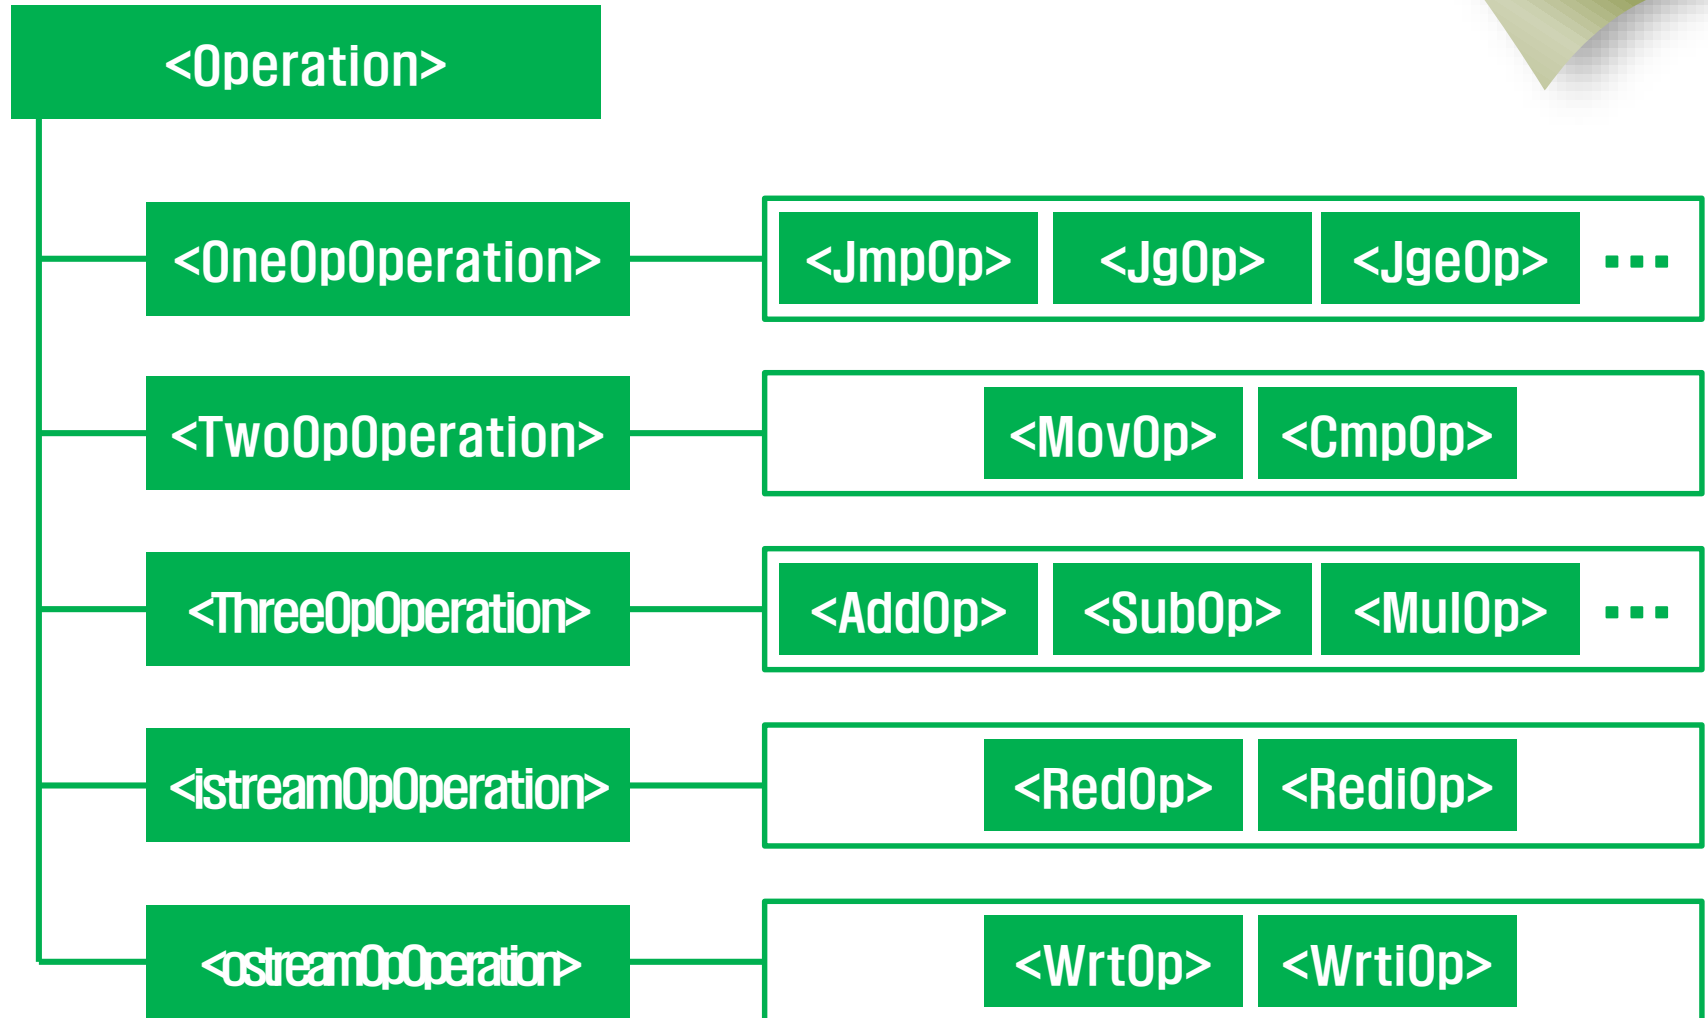 <Operation>
<OneOpOperation> <JmpOp> <JgOp> <JgeOp> ...
<TwoOpOperation> <MovOp> <CmpOp>
<ThreeOpOperation> <AddOp> <SubOp> <MulOp> ...
<istreamOpOperation> <RedOp> <RediOp>
<ostreamOpOperation> <WrtOp> <WrtiOp>